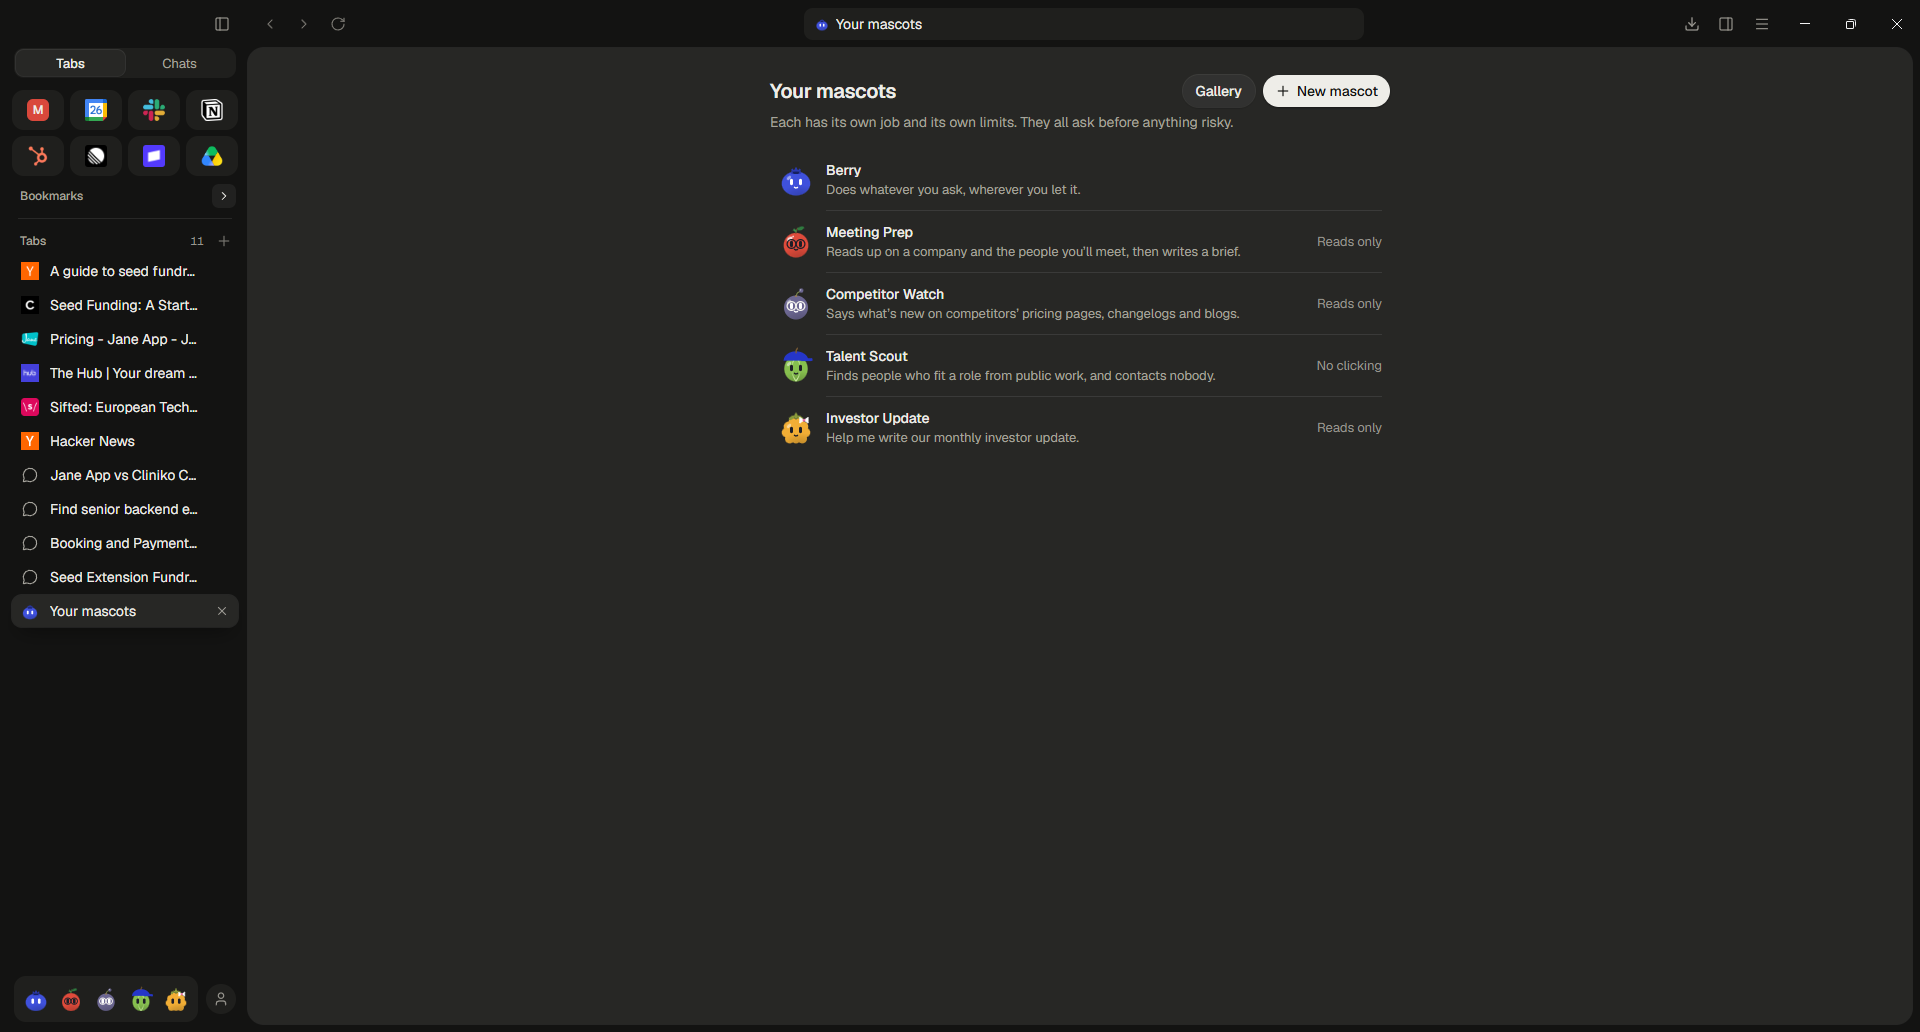 Your mascots
Tabs
Chats
M
26
Bookmarks
Tabs
11
A guide to seed fundr...
Seed Funding: A Start...
Pricing - Jane App - J...
The Hub | Your dream ...
Sifted: European Tech...
Hacker News
Jane App vs Cliniko C...
Find senior backend e...
Booking and Payment...
Seed Extension Fundr...
Your mascots
Your mascots
Gallery
New mascot
Each has its own job and its own limits. They all ask before anything risky.
Berry
Does whatever you ask, wherever you let it.
Meeting Prep
Reads up on a company and the people you'll meet, then writes a brief.
Reads only
Competitor Watch
Says what's new on competitors' pricing pages, changelogs and blogs.
Reads only
Talent Scout
Finds people who fit a role from public work, and contacts nobody.
No clicking
Investor Update
Help me write our monthly investor update.
Reads only